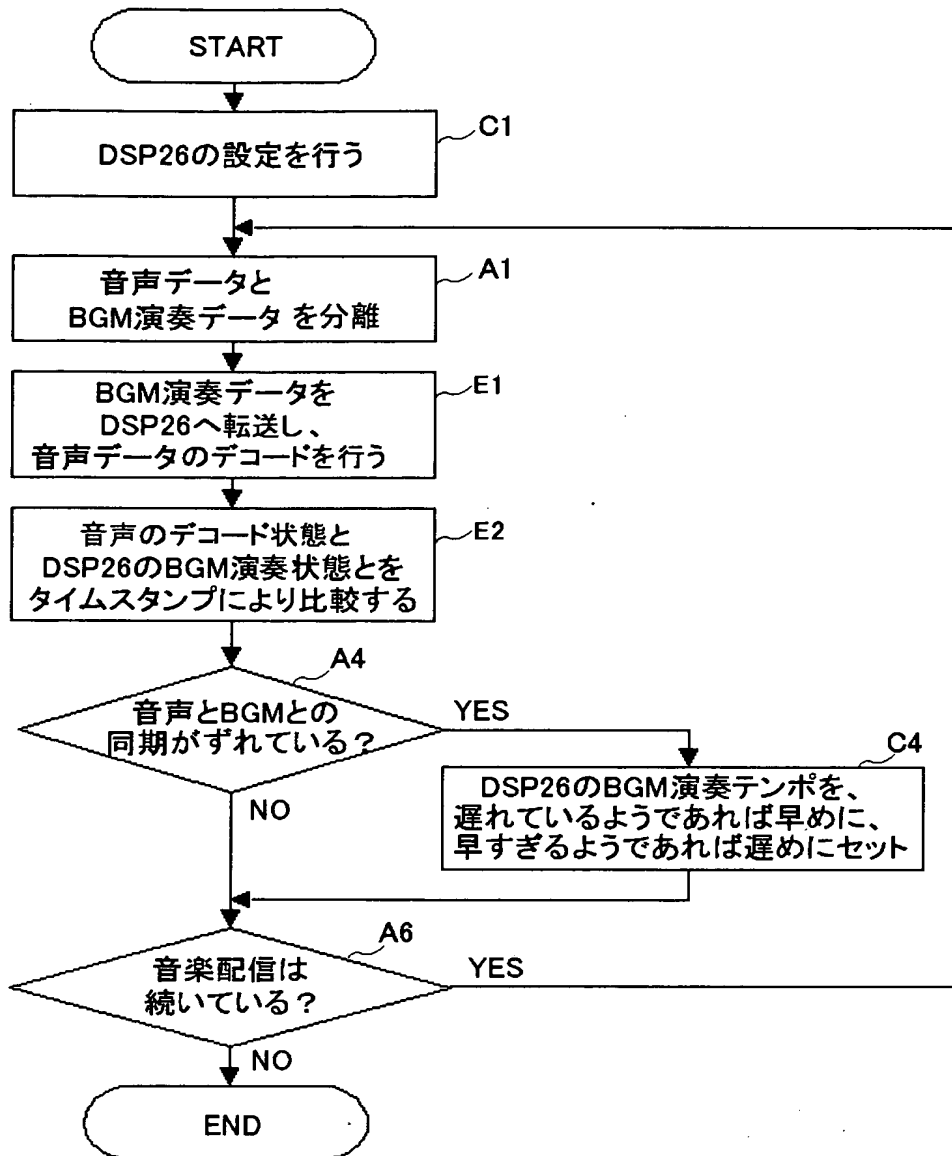 START
C1
DSP26の設定を行う
A1
音声データと
BGM演奏データ を分離
E1
BGM演奏データを
DSP26へ転送し、
音声データのデコードを行う
E2
音声のデコード状態と
DSP26のBGM演奏状態とを
タイムスタンプにより比較する
A4
音声とBGMとの
同期がずれている？
YES
NO
C4
DSP26のBGM演奏テンポを、
遅れているようであれば早めに、
早すぎるようであれば遅めにセット
A6
音楽配信は
続いている？
YES
NO
END